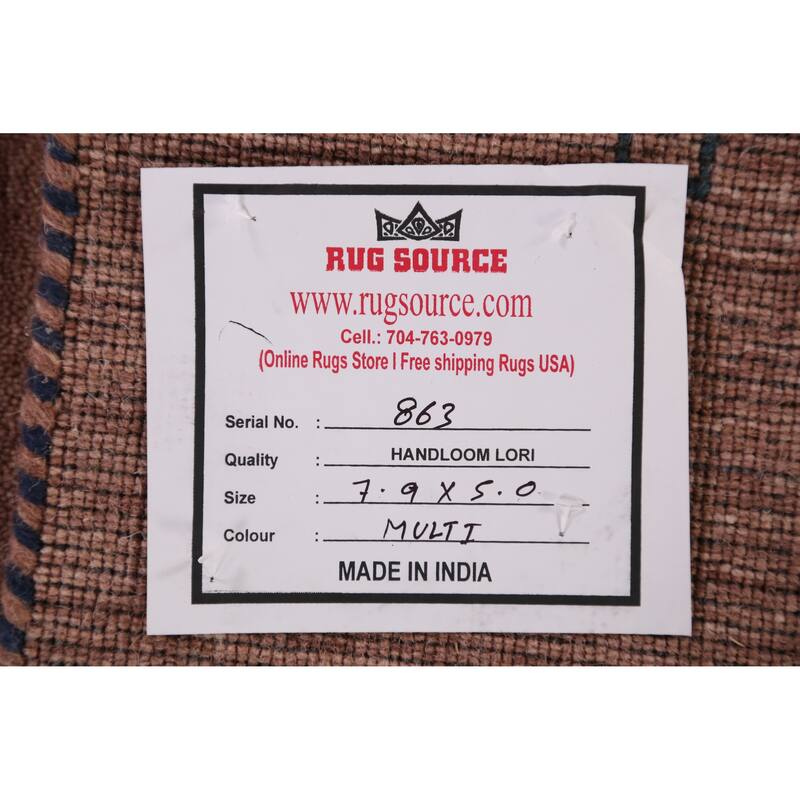 RUG SOURCE
www.rugsource.com
Cell.: 704-763-0979
(Online Rugs Store I Free shipping Rugs USA)
Serial No. : 863
Quality : HANDLOOM LORI
Size : 7.9 X 5.0
Colour : MULTI
MADE IN INDIA